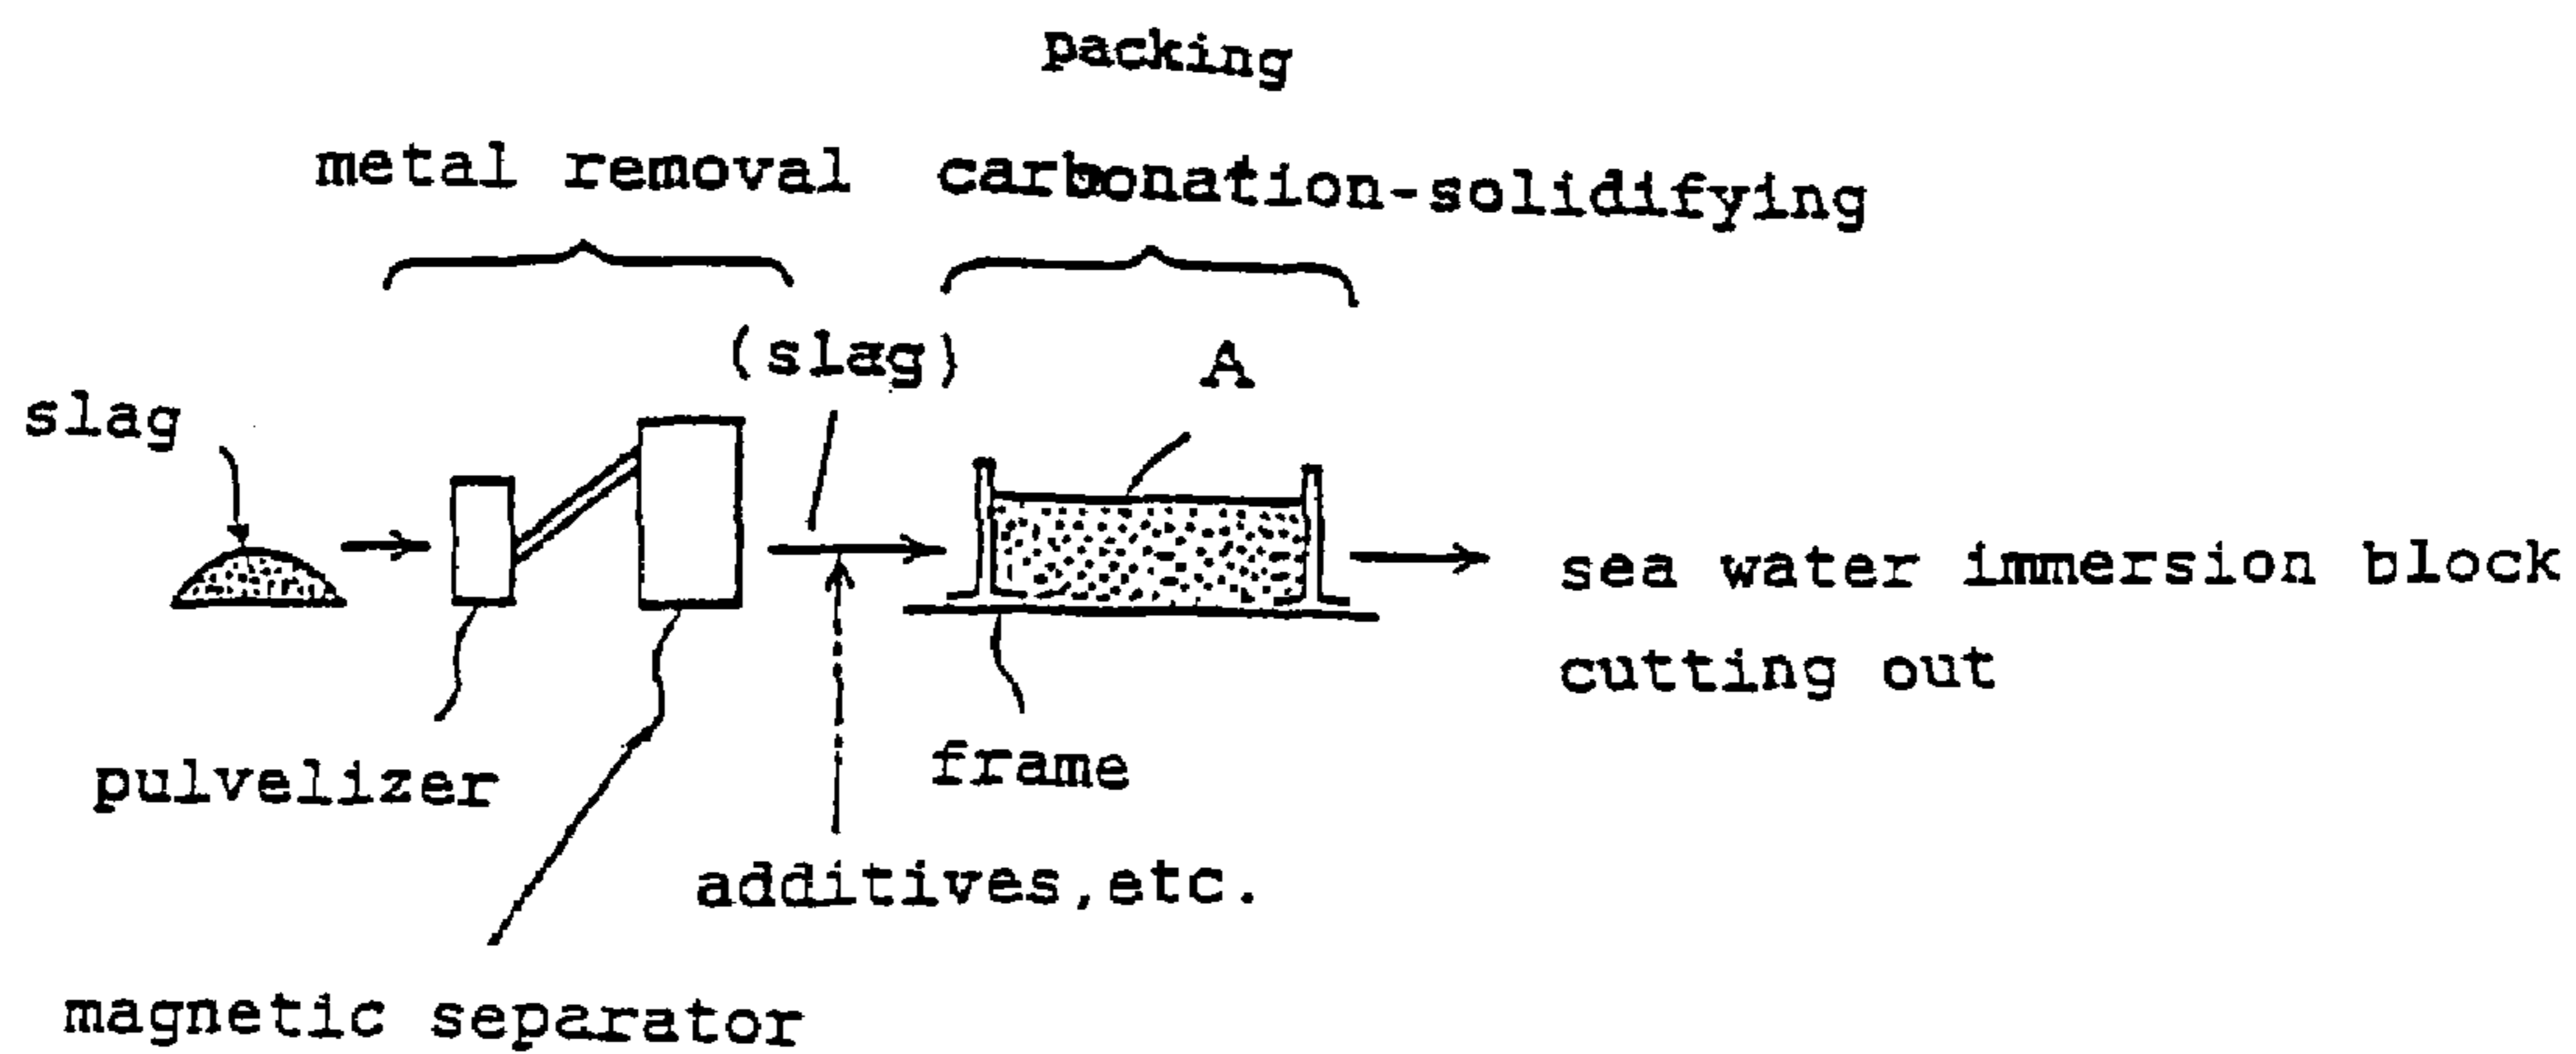 packing
metal removal carbonation-solidifying
(slag) A
slag
sea water immersion block
cutting out
pulvelizer
frame
additives,etc.
magnetic separator